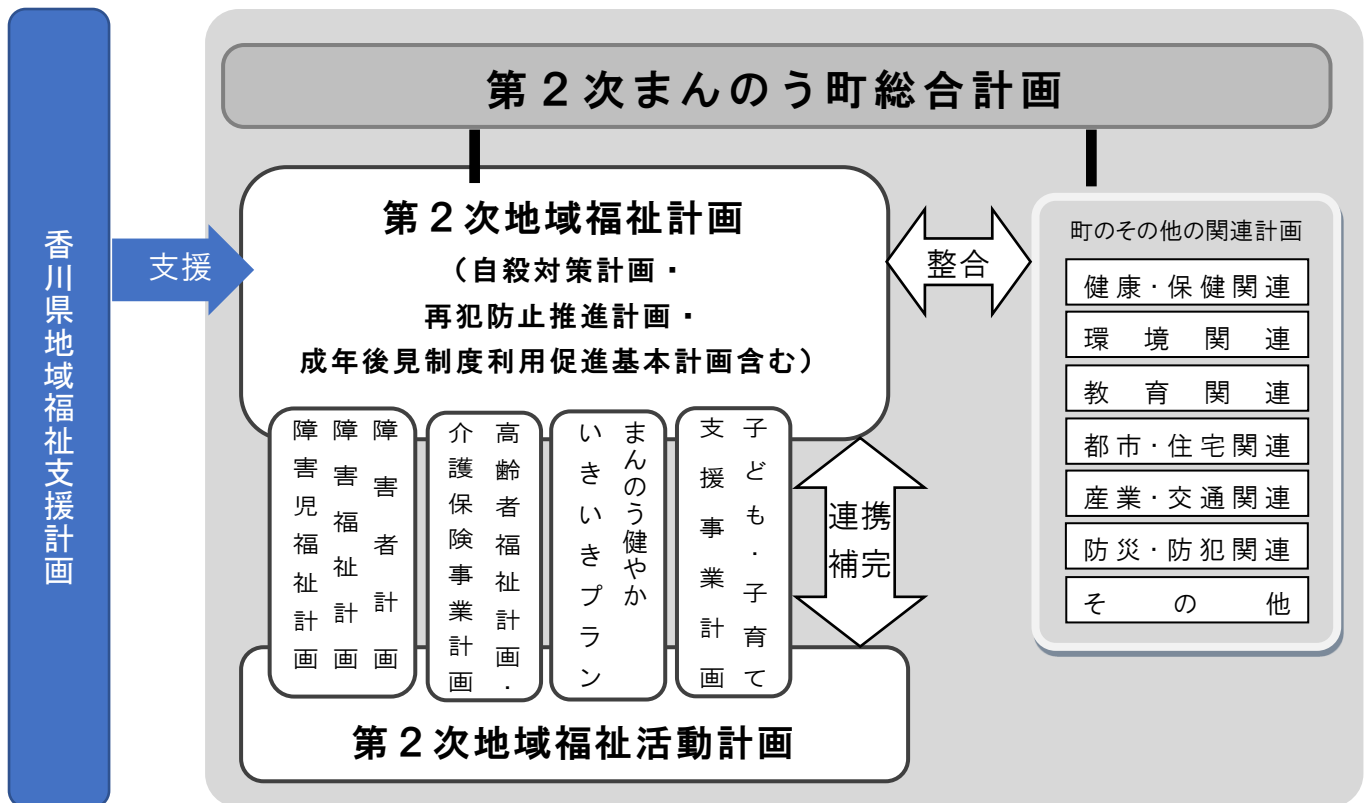 第２次まんのう町総合計画
香川県地域福祉支援計画
支援
第２次地域福祉計画
（自殺対策計画・
再犯防止推進計画・
成年後見制度利用促進基本計画含む）
整合
町のその他の関連計画
健康・保健関連
環境関連
教育関連
都市・住宅関連
産業・交通関連
防災・防犯関連
その他
障害者計画
障害福祉計画
障害児福祉計画
高齢者福祉計画・
介護保険事業計画
まんのう健やか
いきいきプラン
子ども・子育て
支援事業計画
連携
補完
第２次地域福祉活動計画